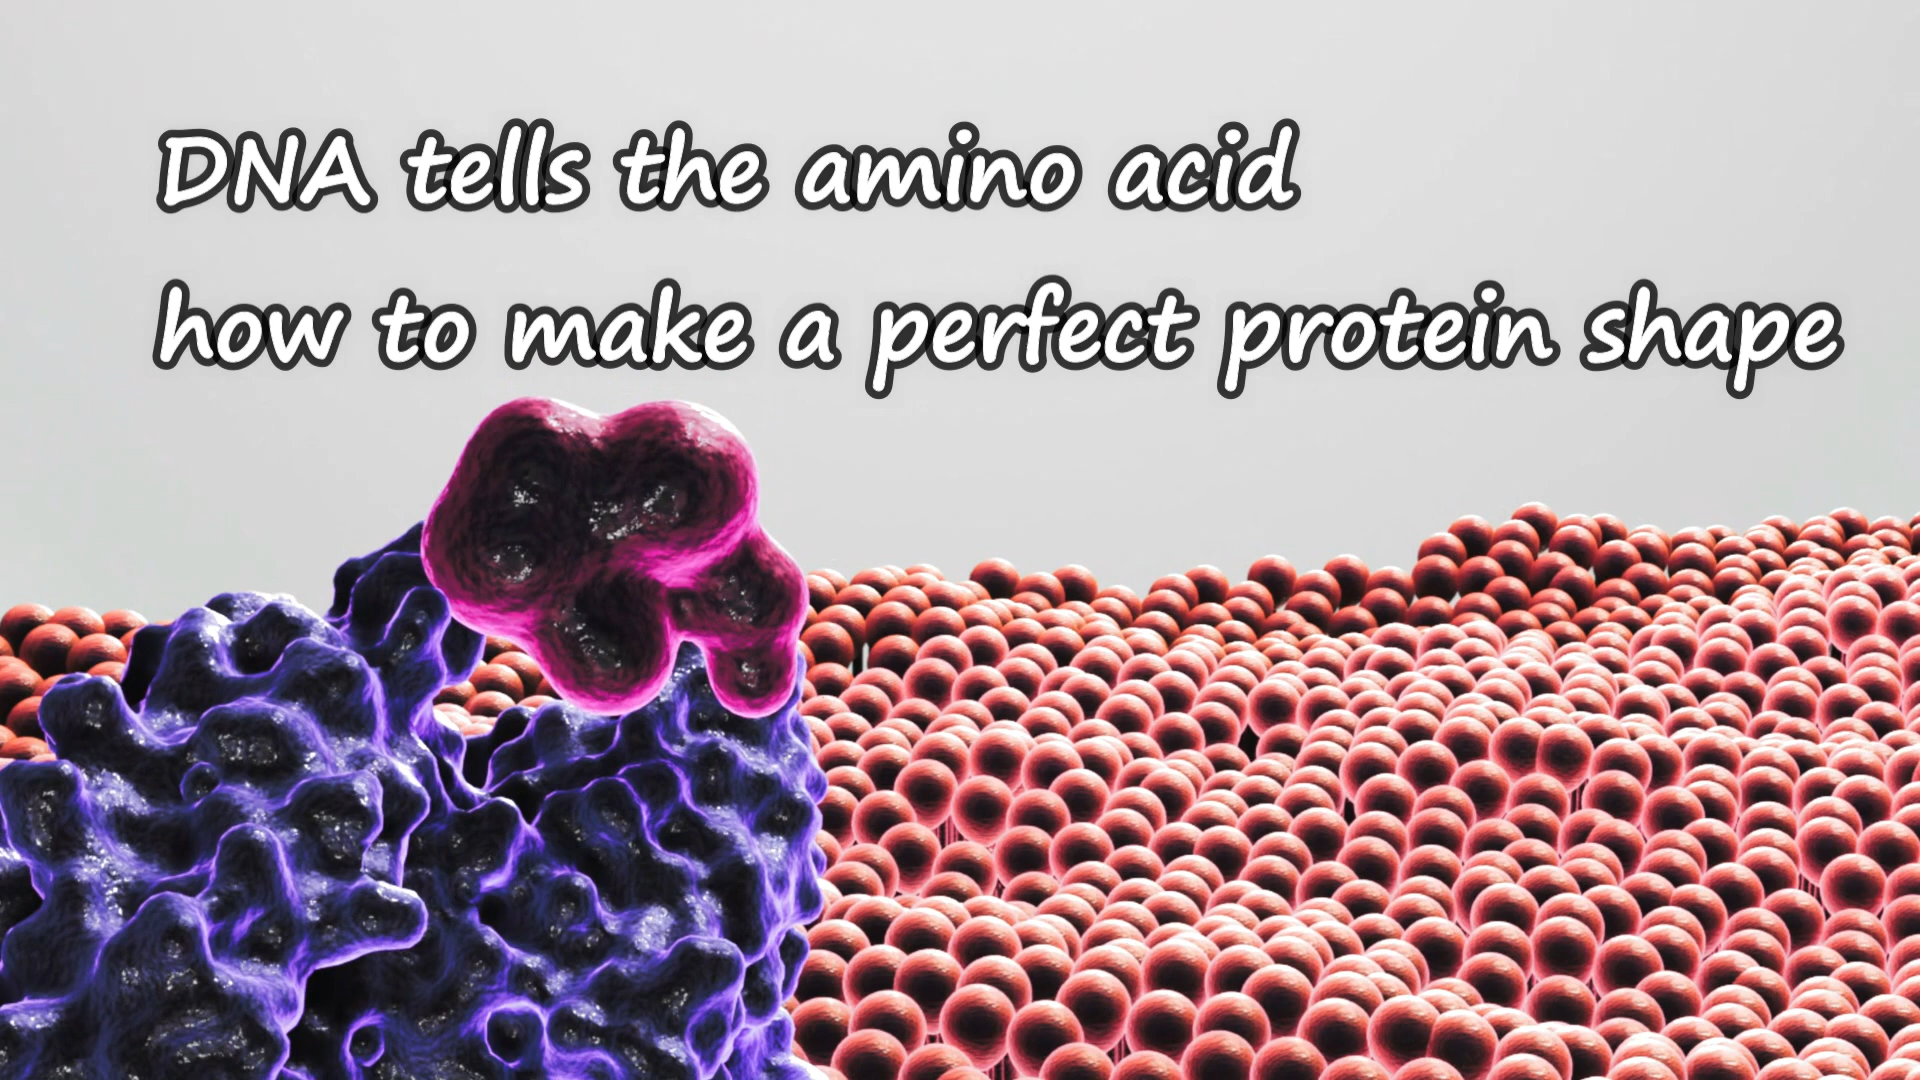 DNA tells the amino acid
how to make a perfect protein shape